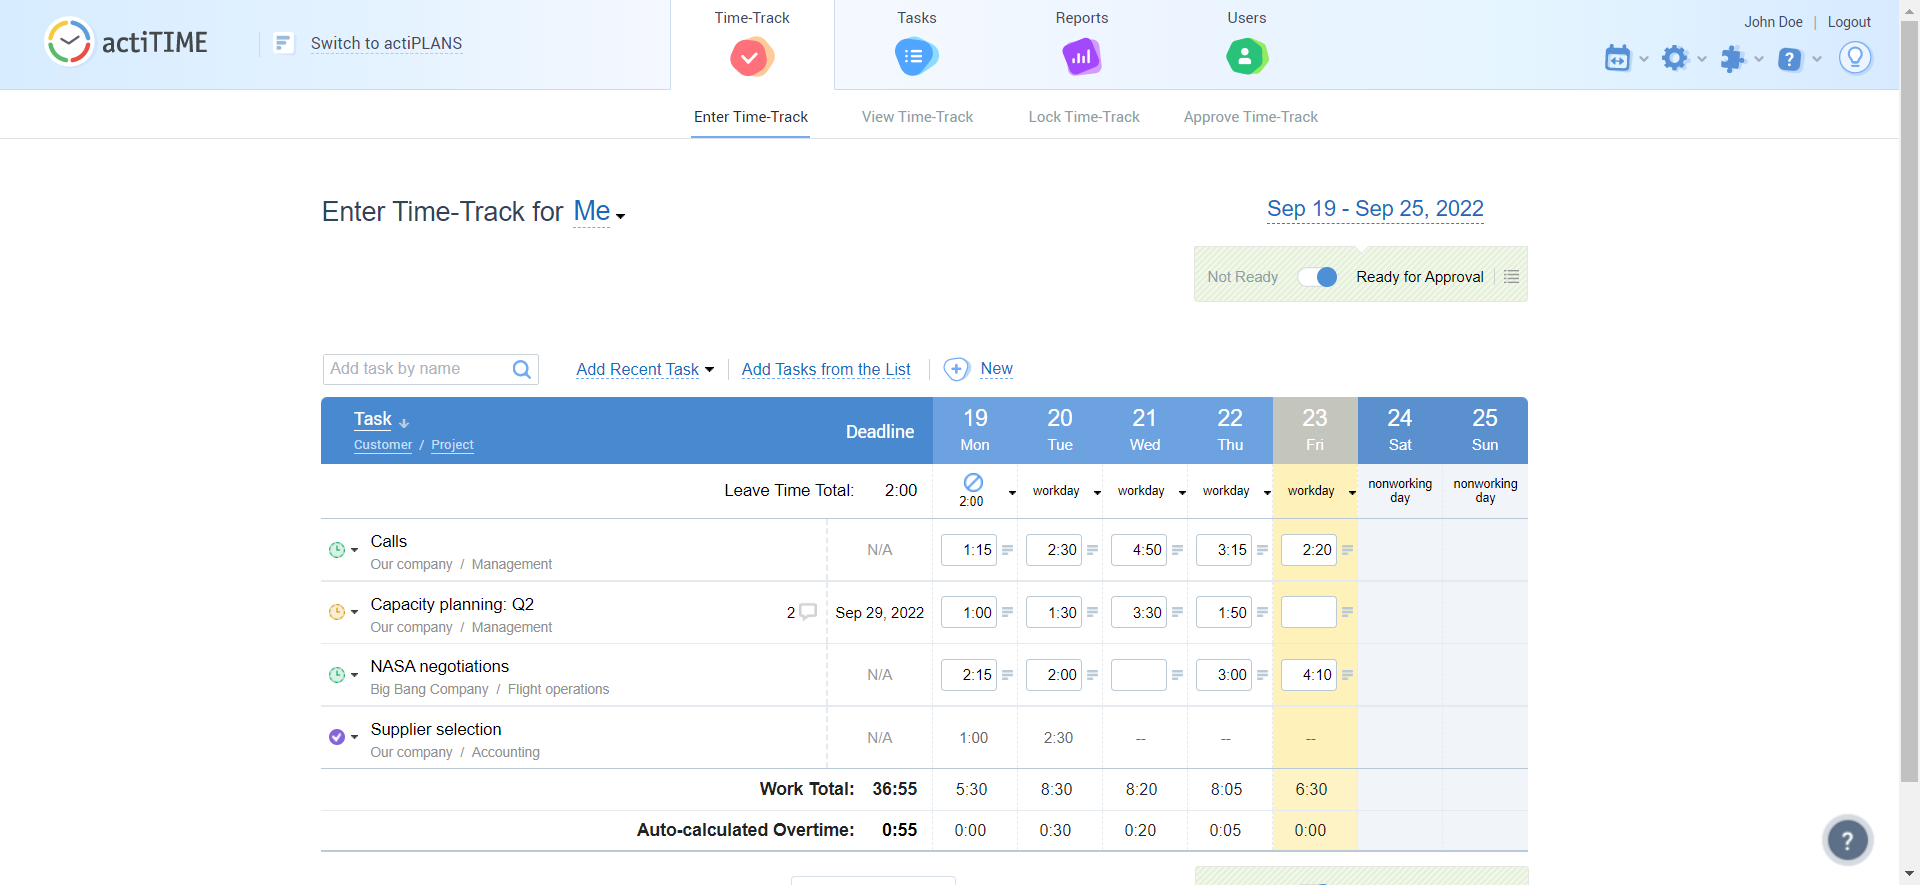 actiTIME
Switch to actiPLANS
Time-Track
Tasks
Reports
Users
John Doe | Logout
Enter Time-Track
View Time-Track
Lock Time-Track
Approve Time-Track
Enter Time-Track for Me
Sep 19 - Sep 25, 2022
Not Ready
Ready for Approval
Add task by name
Add Recent Task
Add Tasks from the List
New
Task
Customer / Project
Deadline
19 20 21 22 23 24 25
Mon Tue Wed Thu Fri Sat Sun
Leave Time Total: 2:00 2:00 workday workday workday workday nonworking day nonworking day
Calls
Our company / Management
N/A 1:15 2:30 4:50 3:15 2:20
Capacity planning: Q2
Our company / Management
2 Sep 29, 2022 1:00 1:30 3:30 1:50
NASA negotiations
Big Bang Company / Flight operations
N/A 2:15 2:00 3:00 4:10
Supplier selection
Our company / Accounting
N/A 1:00 2:30 -- -- --
Work Total: 36:55 5:30 8:30 8:20 8:05 6:30
Auto-calculated Overtime: 0:55 0:00 0:30 0:20 0:05 0:00
?
?